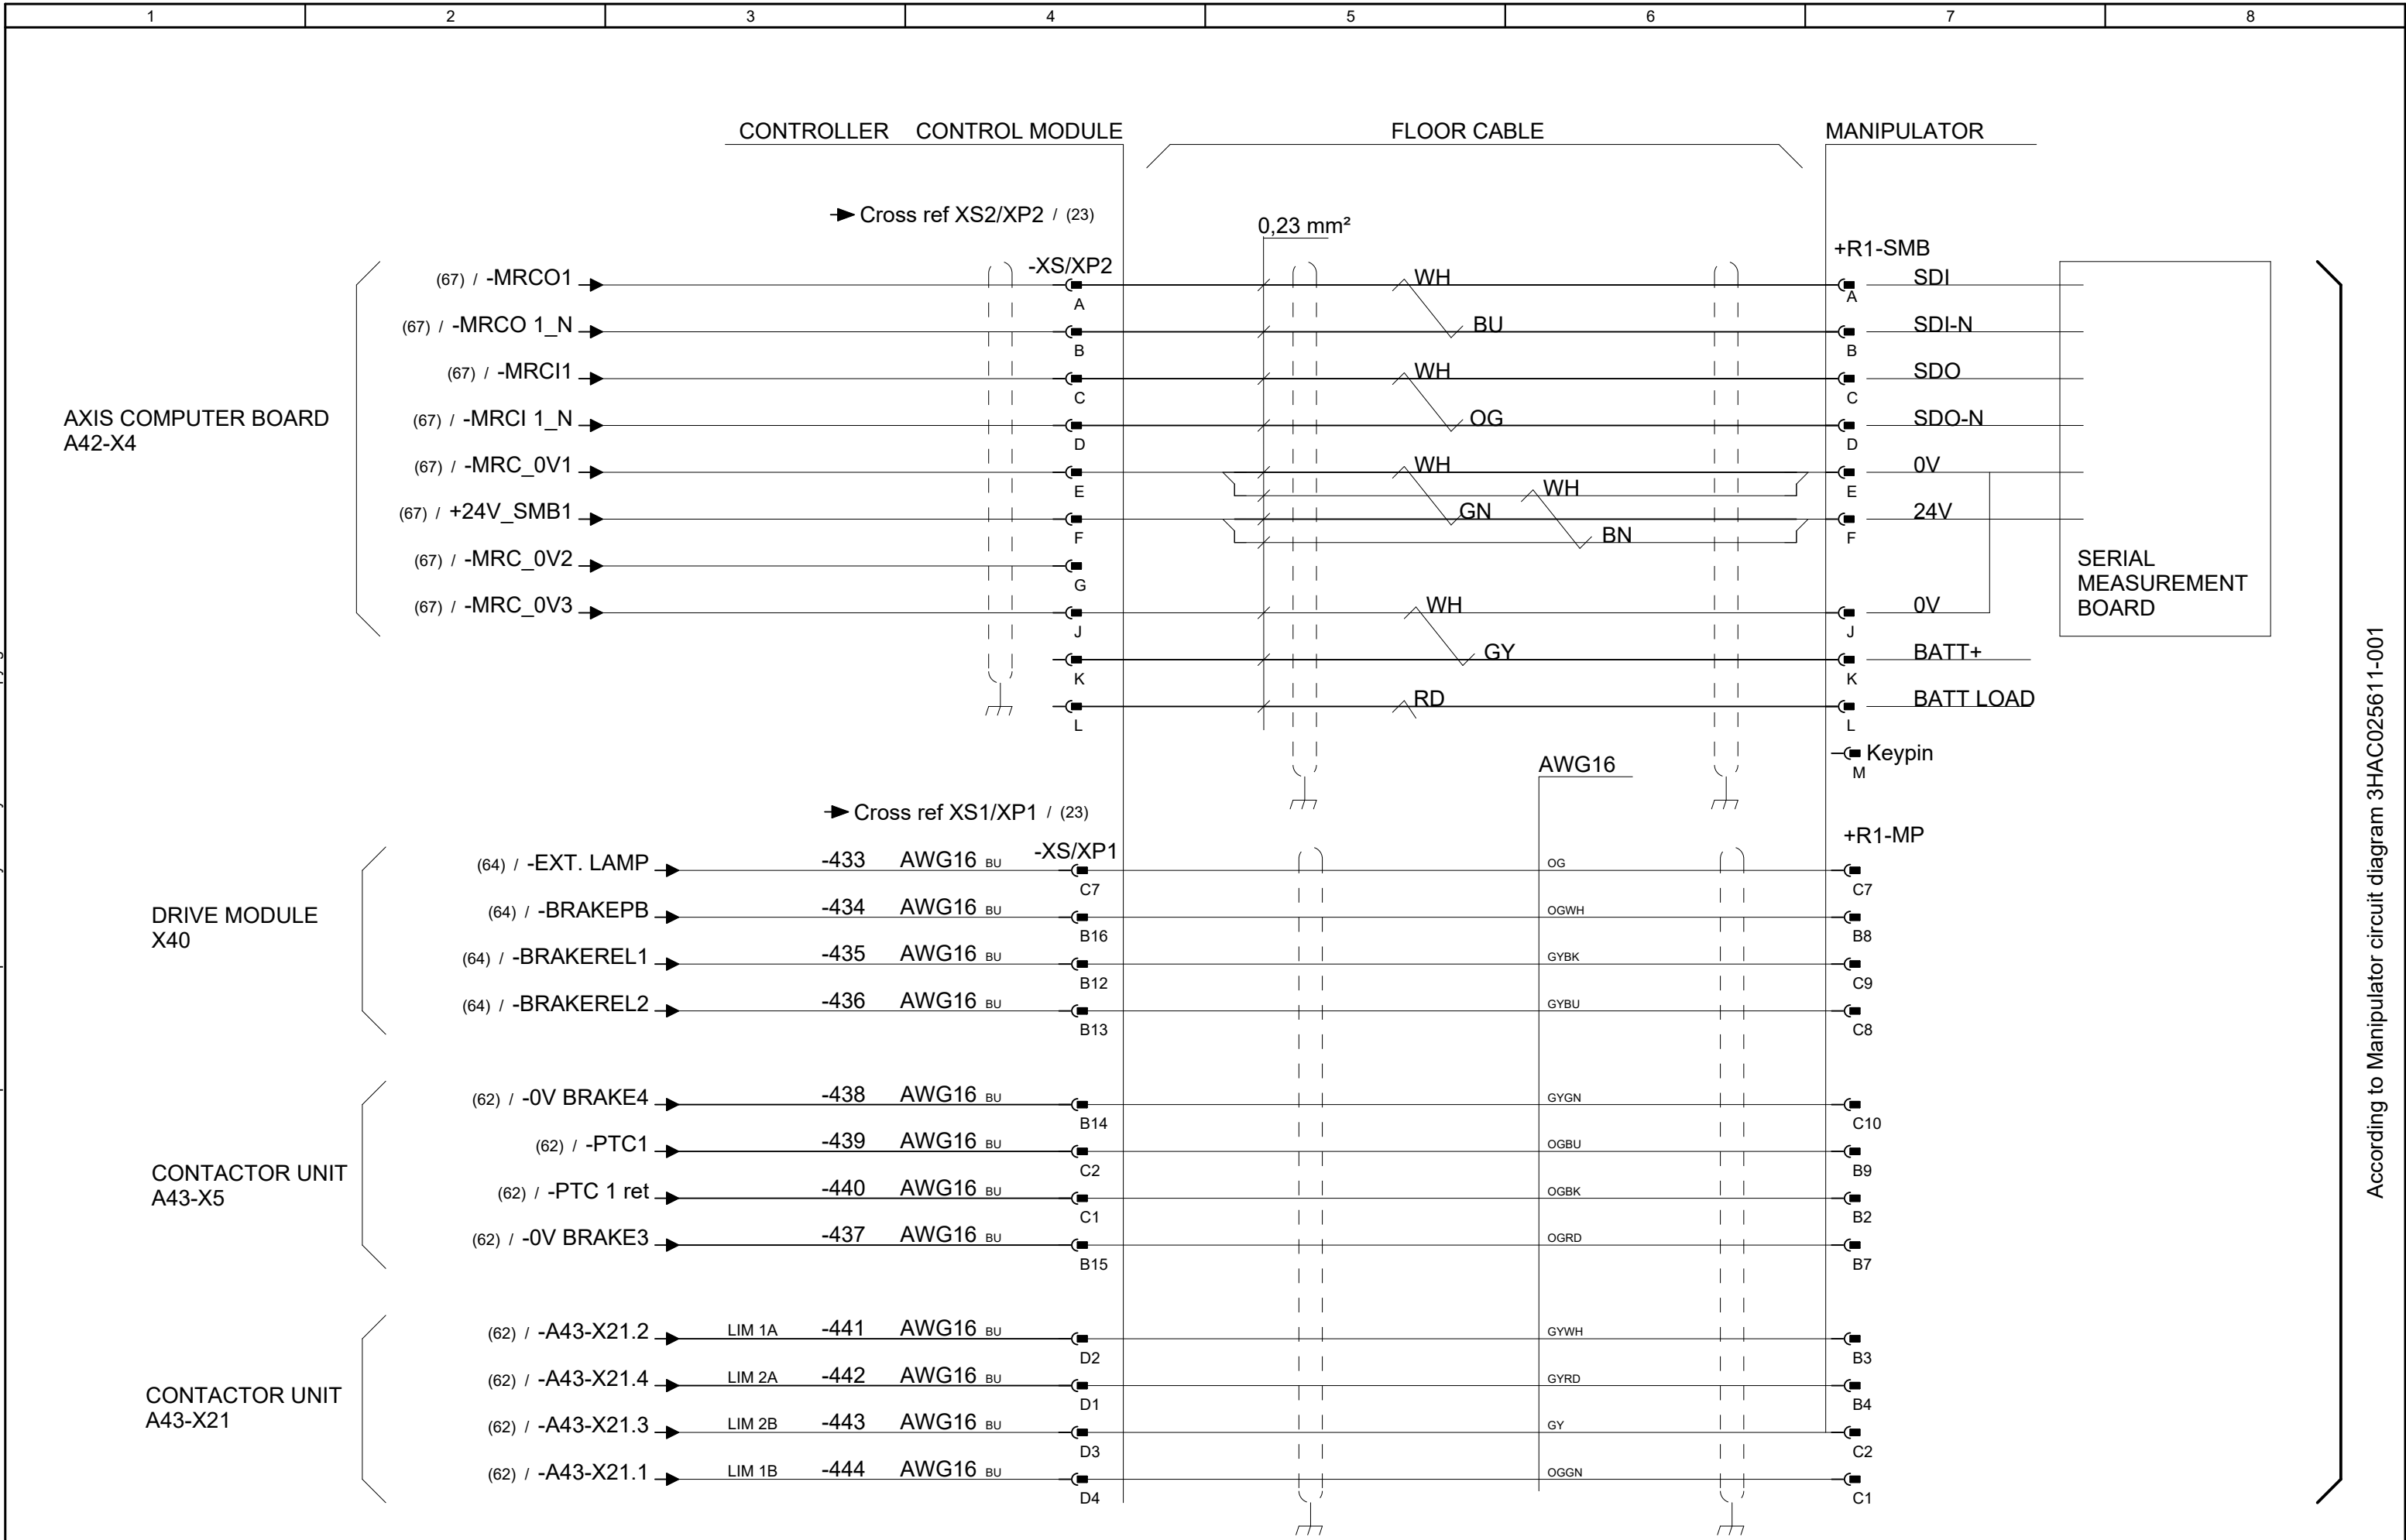 1 2 3 4 5 6 7 8
CONTROLLER CONTROL MODULE FLOOR CABLE MANIPULATOR
Cross ref XS2/XP2 / (23)
0,23 mm²
-XS/XP2 +R1-SMB
(67) / -MRCO1 A WH A SDI
(67) / -MRCO 1_N B BU B SDI-N
(67) / -MRCI1 C WH C SDO
AXIS COMPUTER BOARD
A42-X4
(67) / -MRCI 1_N D OG D SDO-N
(67) / -MRC_0V1 E WH E 0V
WH
(67) / +24V_SMB1 F GN F 24V
BN
(67) / -MRC_0V2 G
SERIAL
MEASUREMENT
BOARD
(67) / -MRC_0V3 J WH J 0V
K GY K BATT+
L RD L BATT LOAD
Keypin
M
AWG16
Cross ref XS1/XP1 / (23)
-XS/XP1 +R1-MP
(64) / -EXT. LAMP -433 AWG16 BU C7 OG C7
DRIVE MODULE
X40
(64) / -BRAKEPB -434 AWG16 BU B16 OGWH B8
(64) / -BRAKEREL1 -435 AWG16 BU B12 GYBK C9
(64) / -BRAKEREL2 -436 AWG16 BU B13 GYBU C8
(62) / -0V BRAKE4 -438 AWG16 BU B14 GYGN C10
(62) / -PTC1 -439 AWG16 BU C2 OGBU B9
CONTACTOR UNIT
A43-X5
(62) / -PTC 1 ret -440 AWG16 BU C1 OGBK B2
(62) / -0V BRAKE3 -437 AWG16 BU B15 OGRD B7
(62) / -A43-X21.2 LIM 1A -441 AWG16 BU D2 GYWH B3
(62) / -A43-X21.4 LIM 2A -442 AWG16 BU D1 GYRD B4
CONTACTOR UNIT
A43-X21
(62) / -A43-X21.3 LIM 2B -443 AWG16 BU D3 GY C2
(62) / -A43-X21.1 LIM 1B -444 AWG16 BU D4 OGGN C1
According to Manipulator circuit diagram 3HAC025611-001